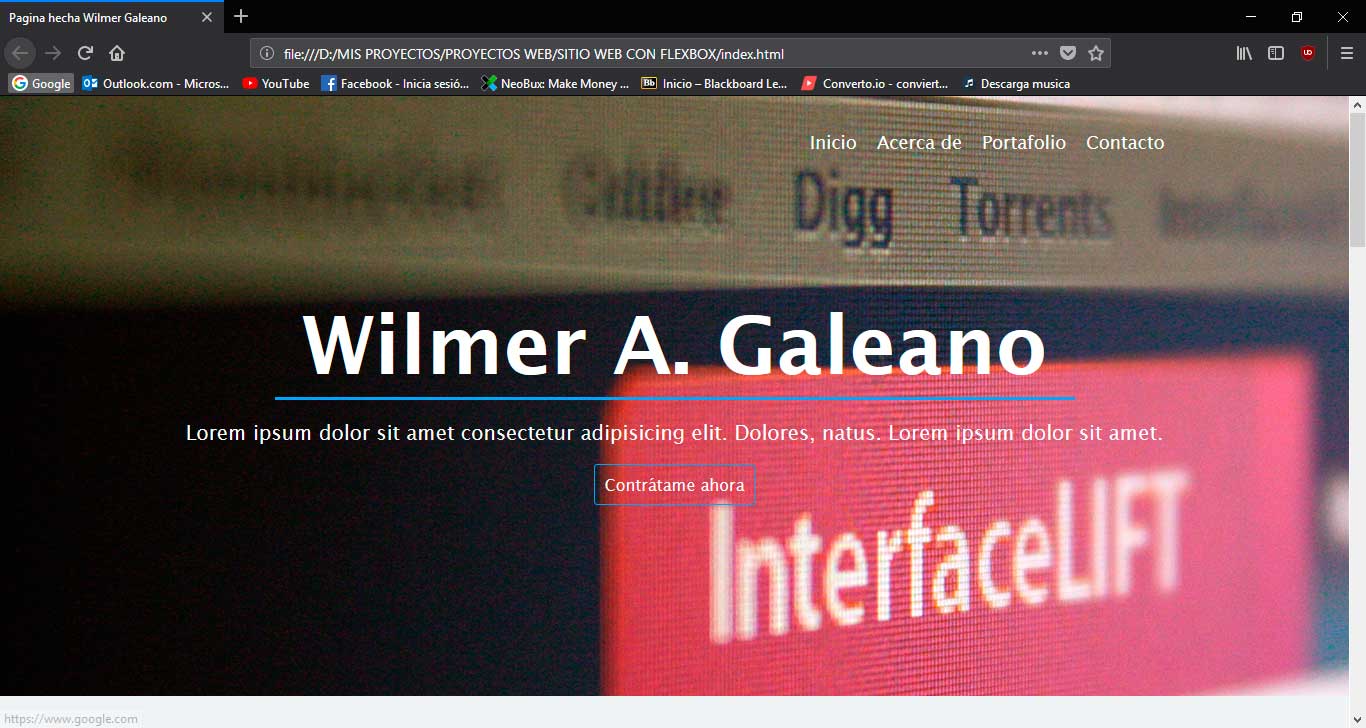 Pagina hecha Wilmer Galeano
file:///D:/MIS PROYECTOS/PROYECTOS WEB/SITIO WEB CON FLEXBOX/index.html
Google Outlook.com - Micros... YouTube Facebook - Inicia sesió... NeoBux: Make Money ... Bb Inicio – Blackboard Le... Converto.io - conviert... Descarga musica
Inicio Acerca de Portafolio Contacto
Digg Torrents
Wilmer A. Galeano
Lorem ipsum dolor sit amet consectetur adipisicing elit. Dolores, natus. Lorem ipsum dolor sit amet.
Contrátame ahora
InterfaceLIFT
https://www.google.com